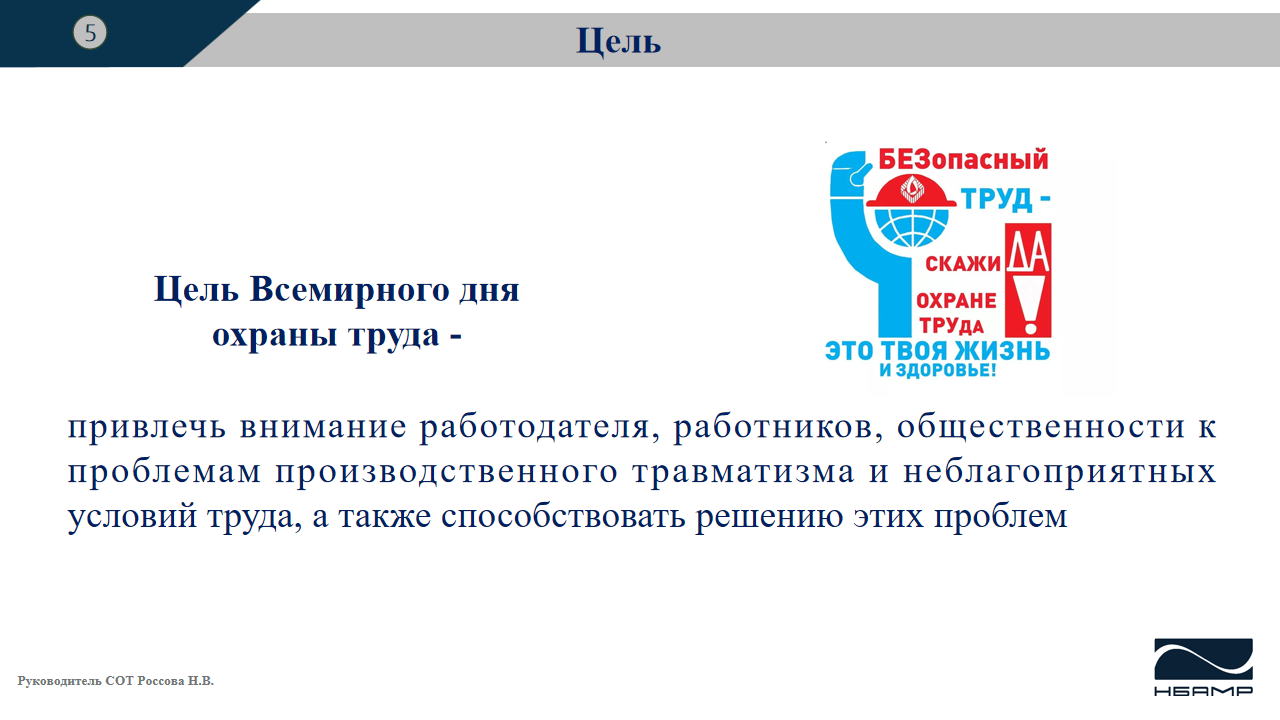 5
Цель
БЕЗопасный
ТРУД -
СКАЖИ ДА
ОХРАНЕ
ТРУДА
!
ЭТО ТВОЯ ЖИЗНЬ
И ЗДОРОВЬЕ!
Цель Всемирного дня
охраны труда -
привлечь внимание работодателя, работников, общественности к
проблемам производственного травматизма и неблагоприятных
условий труда, а также способствовать решению этих проблем
Руководитель СОТ Россова Н.В.
НБАМР